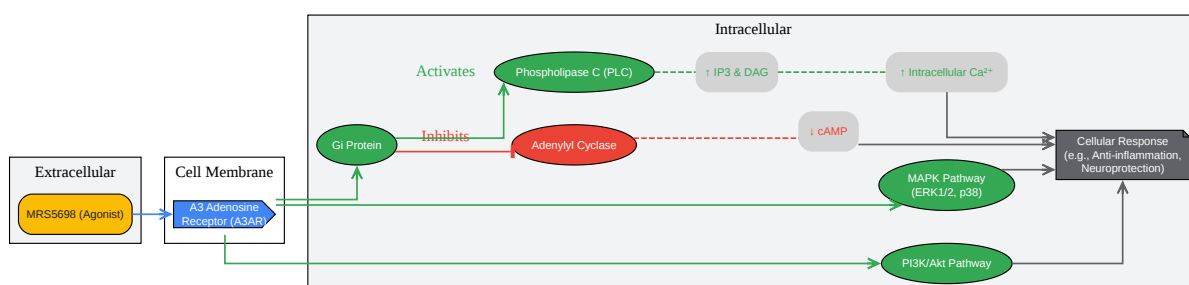 Intracellular
Activates
Phospholipase C (PLC)
↑ IP3 & DAG
↑ Intracellular Ca²⁺
Inhibits
Gi Protein
Adenylyl Cyclase
↓ cAMP
Cellular Response
(e.g., Anti-inflammation,
Neuroprotection)
Extracellular
MRS5698 (Agonist)
Cell Membrane
A3 Adenosine
Receptor (A3AR)
MAPK Pathway
(ERK1/2, p38)
PI3K/Akt Pathway